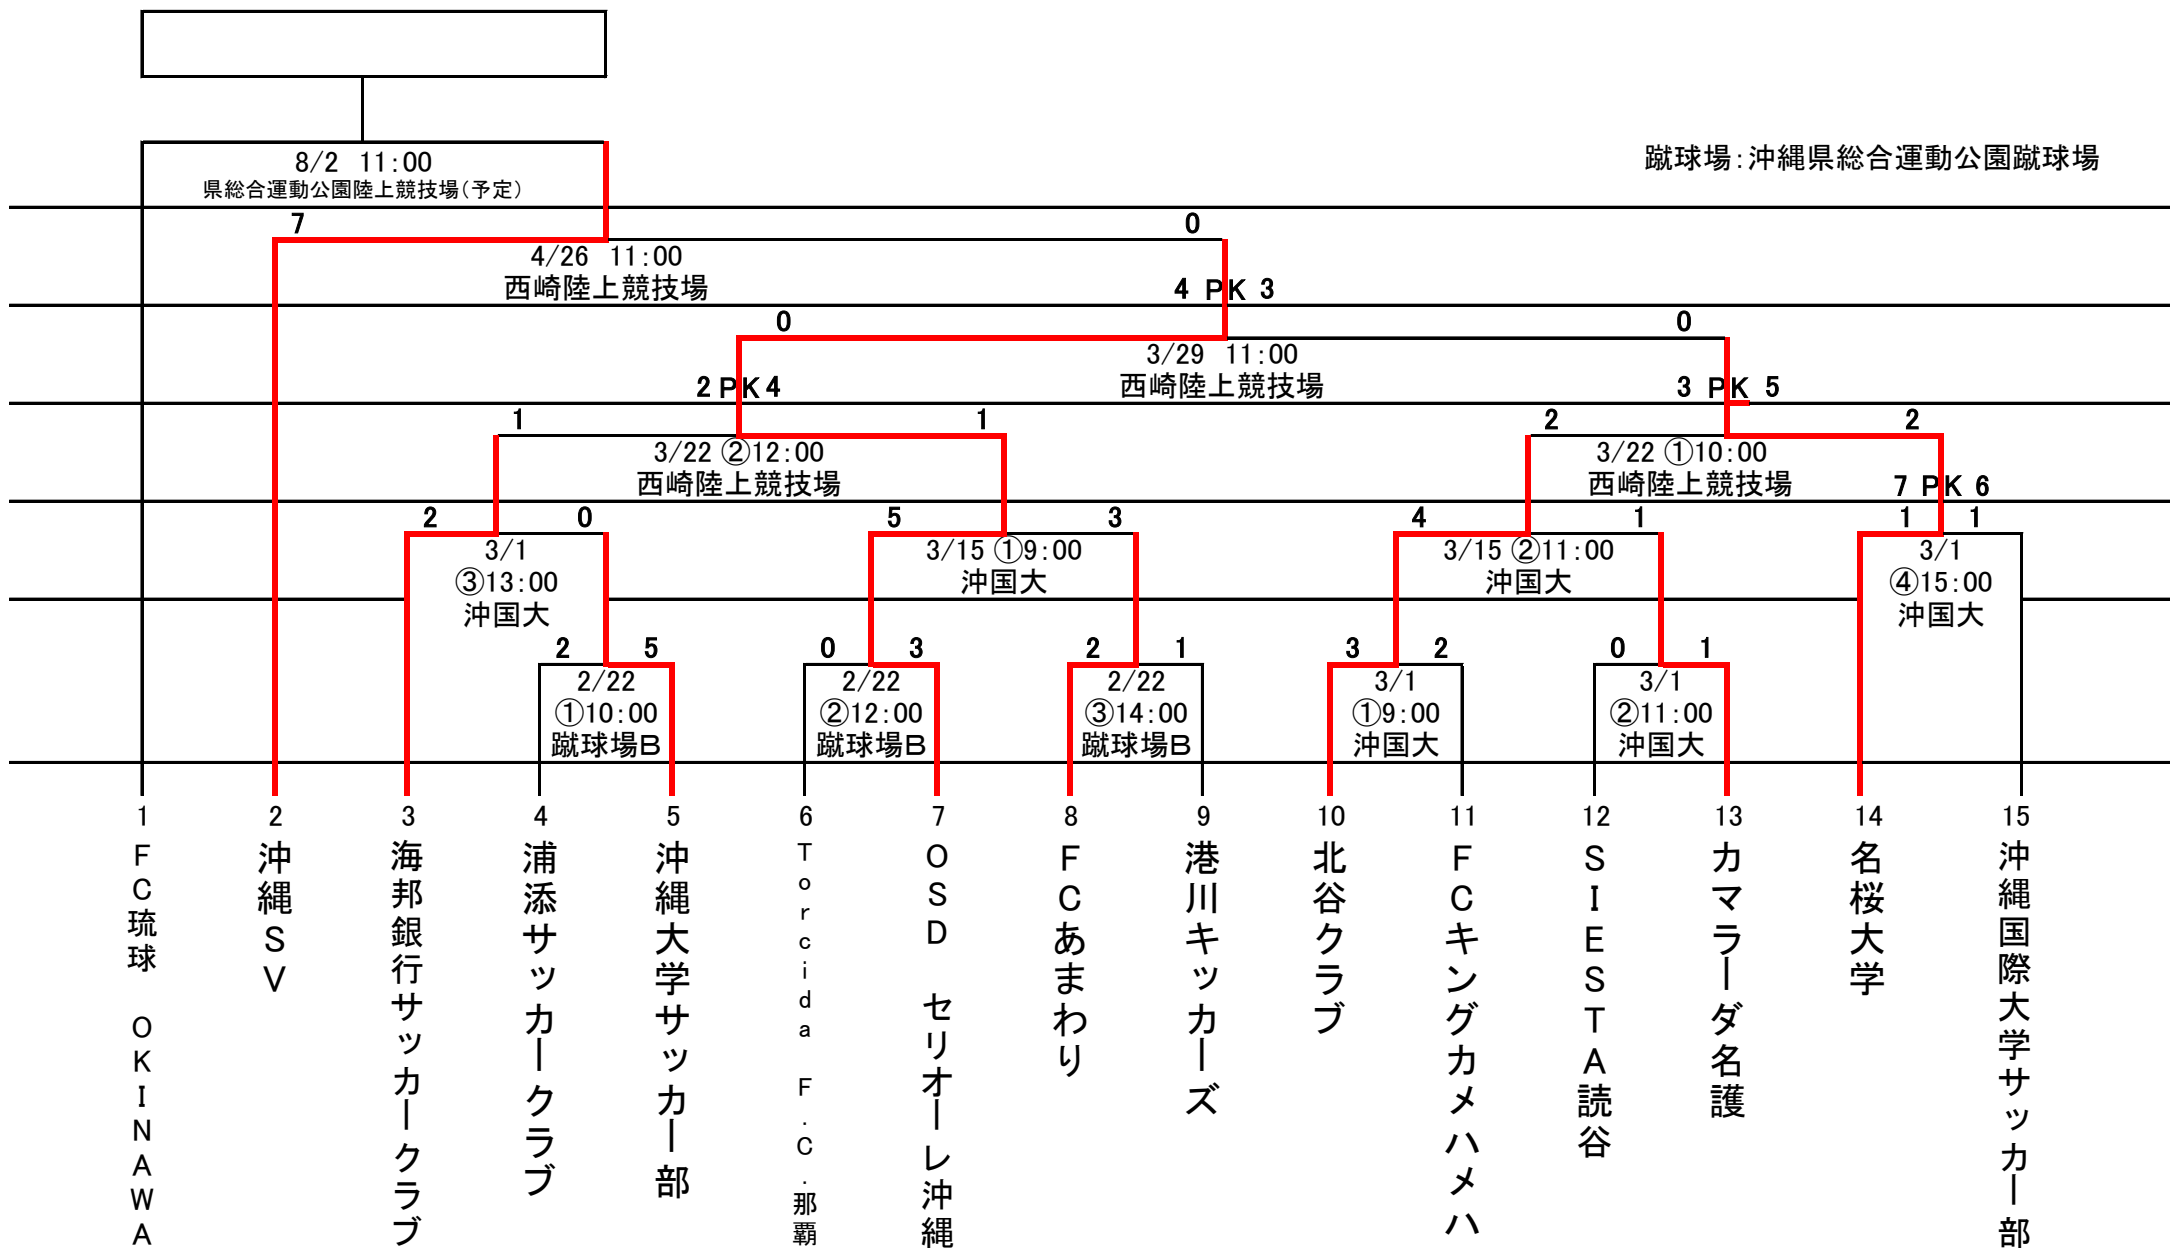 8/2 11:00
県総合運動公園陸上競技場(予定)
蹴球場:沖縄県総合運動公園蹴球場
7 0
4/26 11:00
西崎陸上競技場
4 PK 3
0 0
3/29 11:00
西崎陸上競技場
2 PK 4
3 PK 5
1 1
2 2
3/22 ②12:00
西崎陸上競技場
3/22 ①10:00
西崎陸上競技場
7 PK 6
2 0
5 3
4 1
1 1
3/1
③13:00
沖国大
3/15 ①9:00
沖国大
3/15 ②11:00
沖国大
3/1
④15:00
沖国大
2 5
0 3
2 1
3 2
0 1
2/22
①10:00
蹴球場B
2/22
②12:00
蹴球場B
2/22
③14:00
蹴球場B
3/1
①9:00
沖国大
3/1
②11:00
沖国大
1
FC琉球 OKINAWA
2
沖縄SV
3
海邦銀行サッカークラブ
4
浦添サッカークラブ
5
沖縄大学サッカー部
6
Torcida F.C.那覇
7
OSD セリオーレ沖縄
8
FCあまわり
9
港川キッカーズ
10
北谷クラブ
11
FCキングカメハメハ
12
SIESTA読谷
13
カマラーダ名護
14
名桜大学
15
沖縄国際大学サッカー部